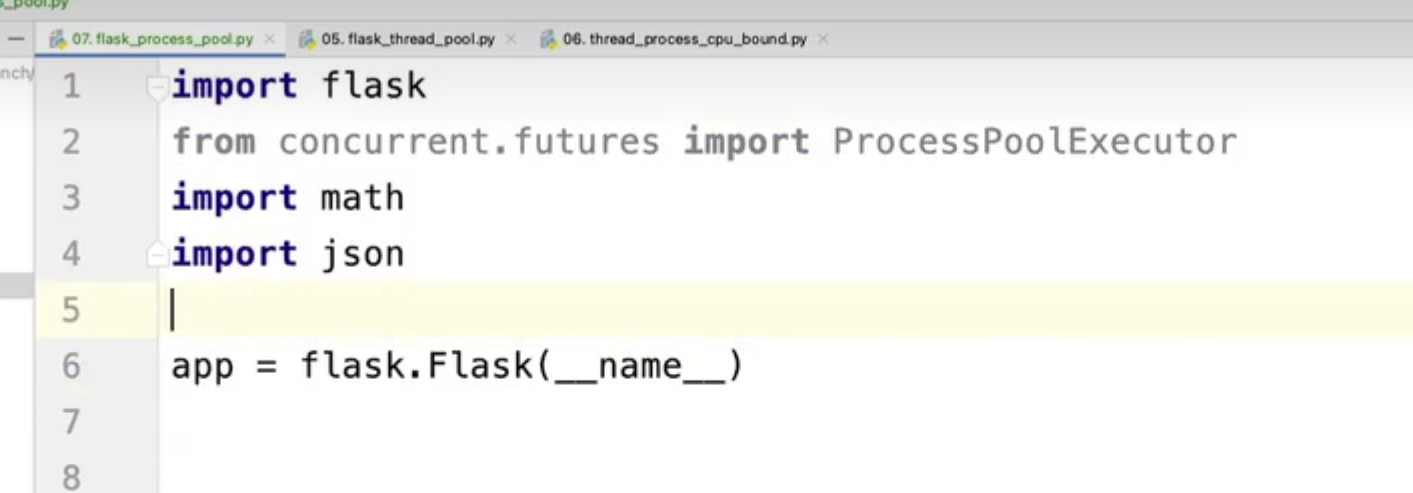 s_pool.py
07. flask_process_pool.py 05. flask_thread_pool.py 06. thread_process_cpu_bound.py
nch/
1 import flask
2 from concurrent.futures import ProcessPoolExecutor
3 import math
4 import json
5
6 app = flask.Flask(__name__)
7
8